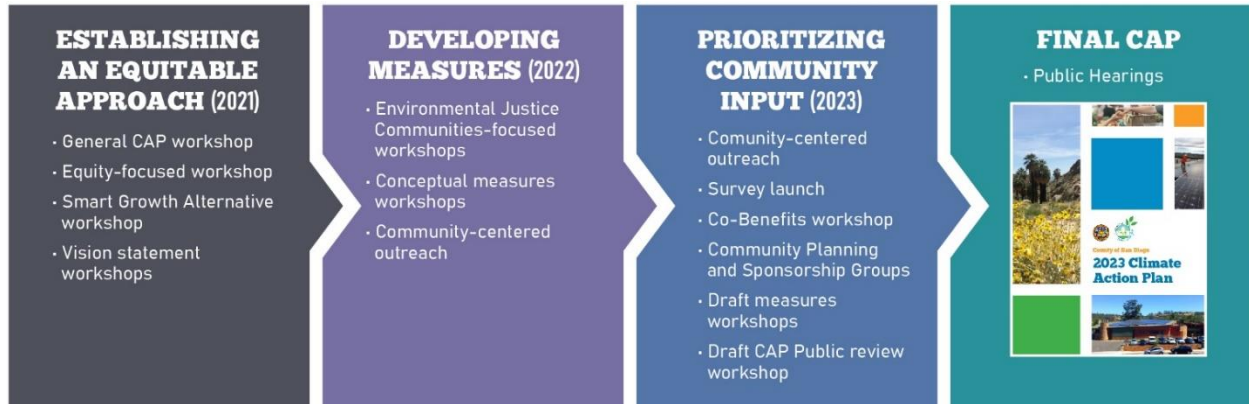 ESTABLISHING
AN EQUITABLE
APPROACH (2021)
· General CAP workshop
· Equity-focused workshop
· Smart Growth Alternative
workshop
· Vision statement
workshops
DEVELOPING
MEASURES (2022)
· Environmental Justice
Communities-focused
workshops
· Conceptual measures
workshops
· Community-centered
outreach
PRIORITIZING
COMMUNITY
INPUT (2023)
· Comunity-centered
outreach
· Survey launch
· Co-Benefits workshop
· Community Planning
and Sponsorship Groups
· Draft measures
workshops
· Draft CAP Public review
workshop
FINAL CAP
· Public Hearings
County of San Diego
2023 Climate
Action Plan